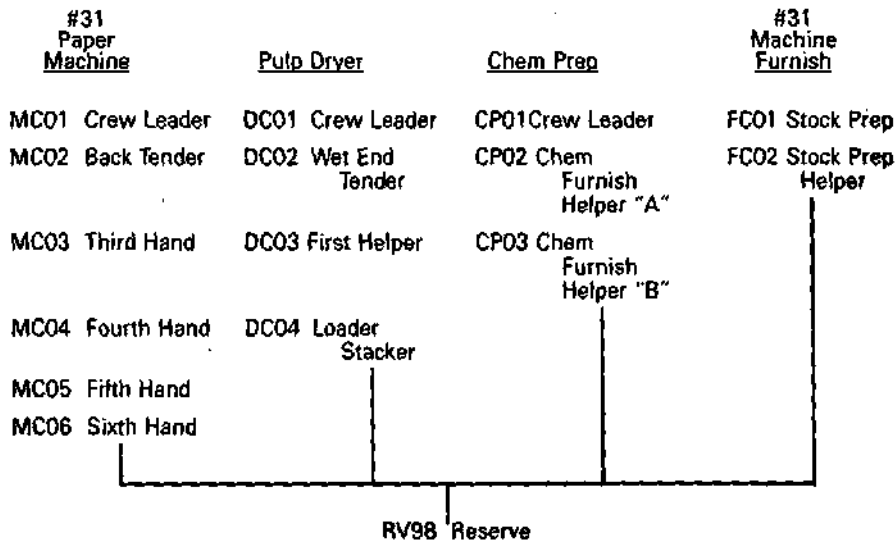 #31
Paper
Machine
Pulp Dryer
Chem Prep
#31
Machine
Furnish
MC01 Crew Leader
DC01 Crew Leader
CP01Crew Leader
FC01 Stock Prep
MC02 Back Tender
DC02 Wet End
Tender
CP02 Chem
Furnish
Helper "A"
FC02 Stock Prep
Helper
MC03 Third Hand
DC03 First Helper
CP03 Chem
Furnish
Helper "B"
MC04 Fourth Hand
DC04 Loader
Stacker
MC05 Fifth Hand
MC06 Sixth Hand
RV98 Reserve